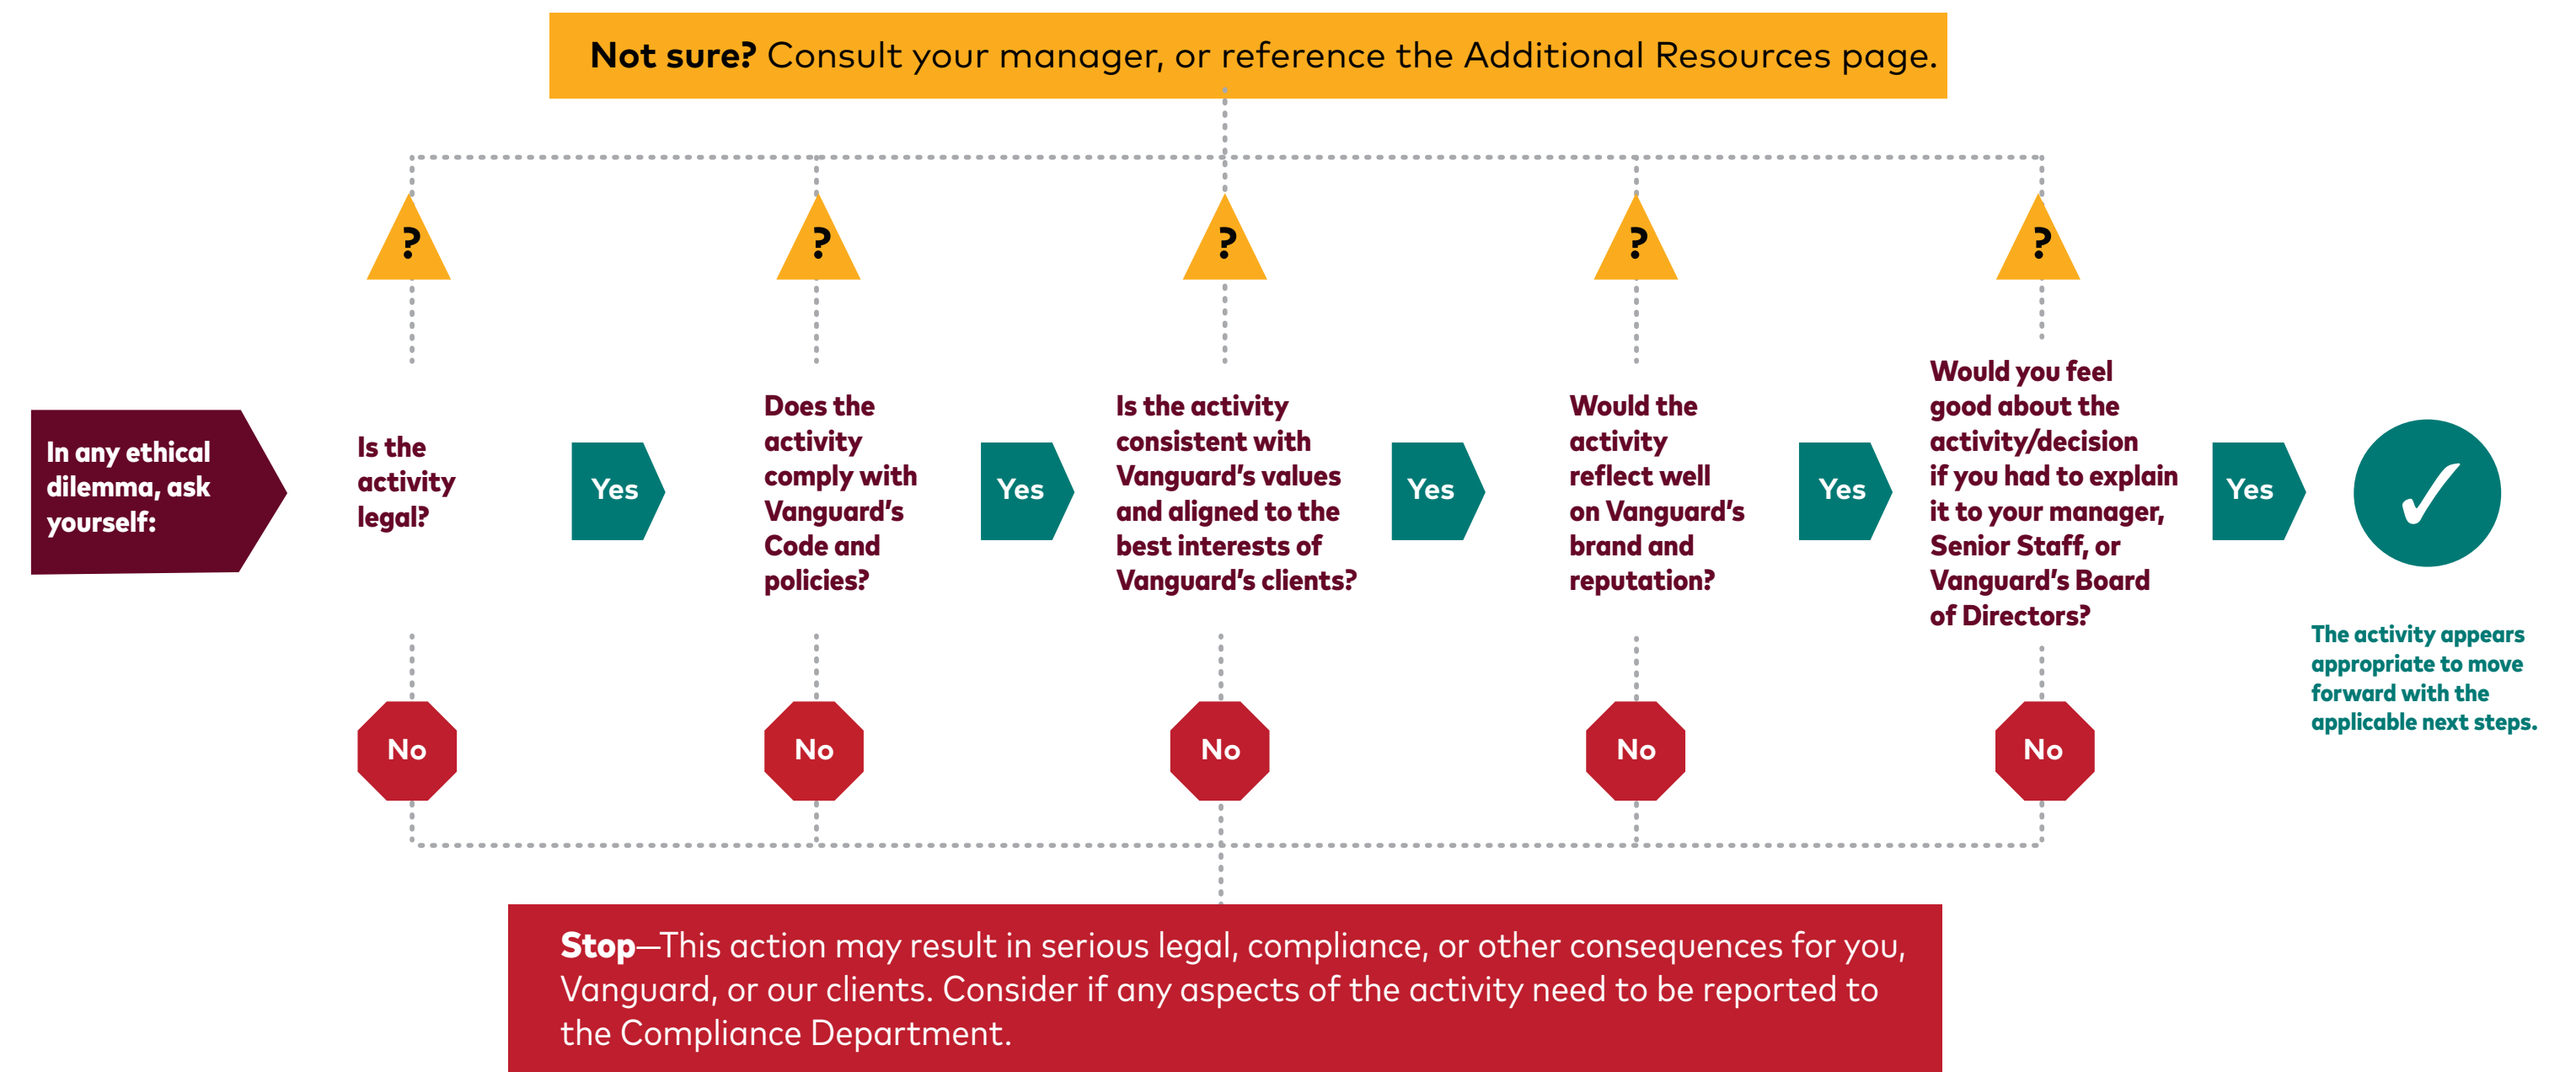 Not sure? Consult your manager, or reference the Additional Resources page.
?
?
?
?
?
In any ethical
dilemma, ask
yourself:
Is the
activity
legal?
Yes
Does the
activity
comply with
Vanguard’s
Code and
policies?
Yes
Is the activity
consistent with
Vanguard’s values
and aligned to the
best interests of
Vanguard’s clients?
Yes
Would the
activity
reflect well
on Vanguard’s
brand and
reputation?
Yes
Would you feel
good about the
activity/decision
if you had to explain
it to your manager,
Senior Staff, or
Vanguard’s Board
of Directors?
Yes
✓
The activity appears
appropriate to move
forward with the
applicable next steps.
No
No
No
No
No
Stop—This action may result in serious legal, compliance, or other consequences for you,
Vanguard, or our clients. Consider if any aspects of the activity need to be reported to
the Compliance Department.